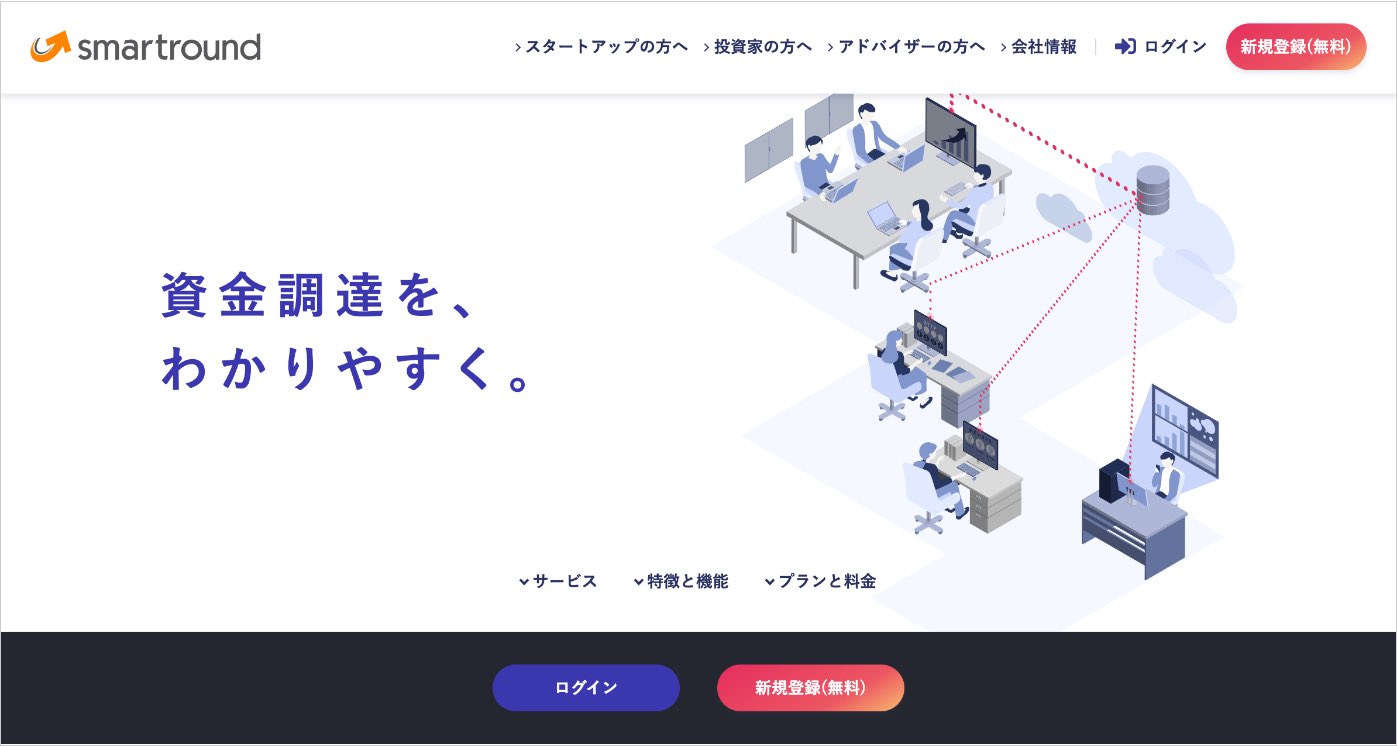 smartround
スタートアップの方へ 投資家の方へ アドバイザーの方へ 会社情報 ログイン 新規登録(無料)
資金調達を、
わかりやすく。
サービス 特徴と機能 プランと料金
ログイン 新規登録(無料)